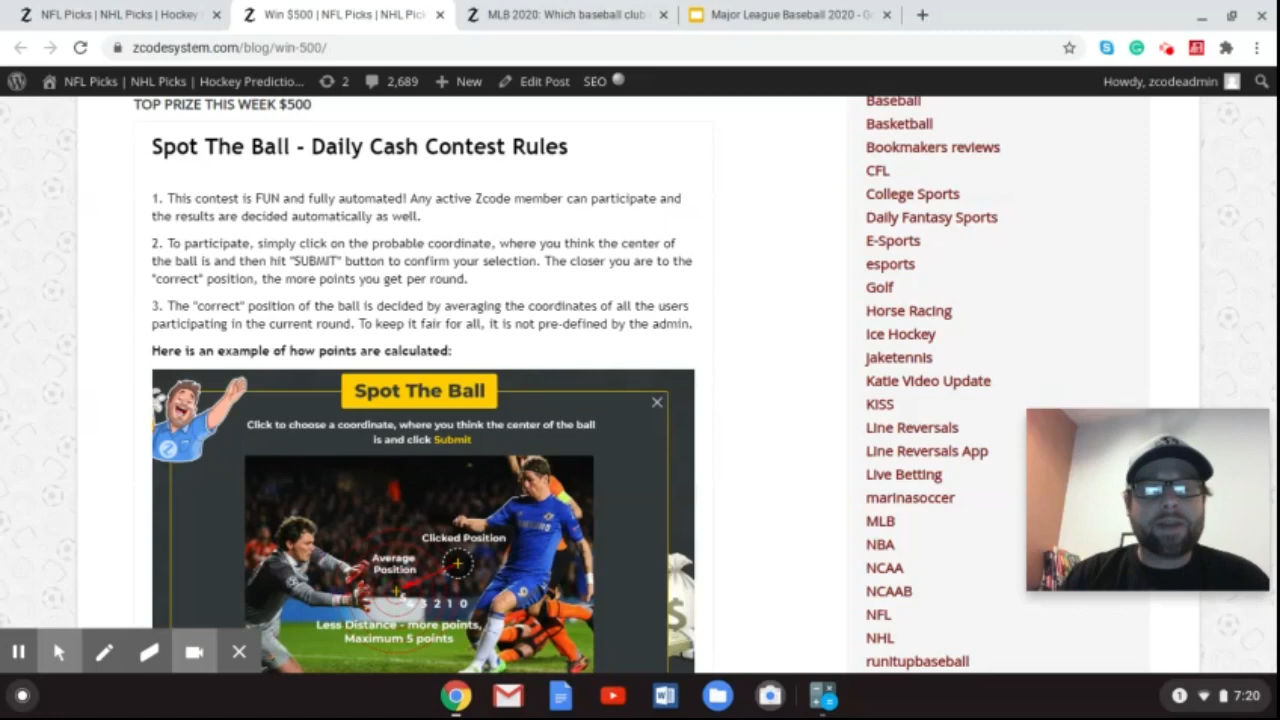 NFL Picks | NHL Picks | Hockey
Win $500 | NFL Picks | NHL Pic
MLB 2020: Which baseball club
Major League Baseball 2020 - G
zcodesystem.com/blog/win-500/
NFL Picks | NHL Picks | Hockey Predictio...
2
2,689
New
Edit Post
SEO
Howdy, zcodeadmin
TOP PRIZE THIS WEEK $500
Spot The Ball - Daily Cash Contest Rules
1. This contest is FUN and fully automated! Any active Zcode member can participate and
the results are decided automatically as well.
2. To participate, simply click on the probable coordinate, where you think the center of
the ball is and then hit "SUBMIT" button to confirm your selection. The closer you are to the
"correct" position, the more points you get per round.
3. The "correct" position of the ball is decided by averaging the coordinates of all the users
participating in the current round. To keep it fair for all, it is not pre-defined by the admin.
Here is an example of how points are calculated:
Spot The Ball
Click to choose a coordinate, where you think the center of the ball
is and click Submit
Clicked Position
Average
Position
5 4 3 2 1 0
Less Distance - more points,
Maximum 5 points
SAMSUNG
$
Baseball
Basketball
Bookmakers reviews
CFL
College Sports
Daily Fantasy Sports
E-Sports
esports
Golf
Horse Racing
Ice Hockey
Jaketennis
Katie Video Update
KISS
Line Reversals
Line Reversals App
Live Betting
marinasoccer
MLB
NBA
NCAA
NCAAB
NFL
NHL
runitupbaseball
1
7:20